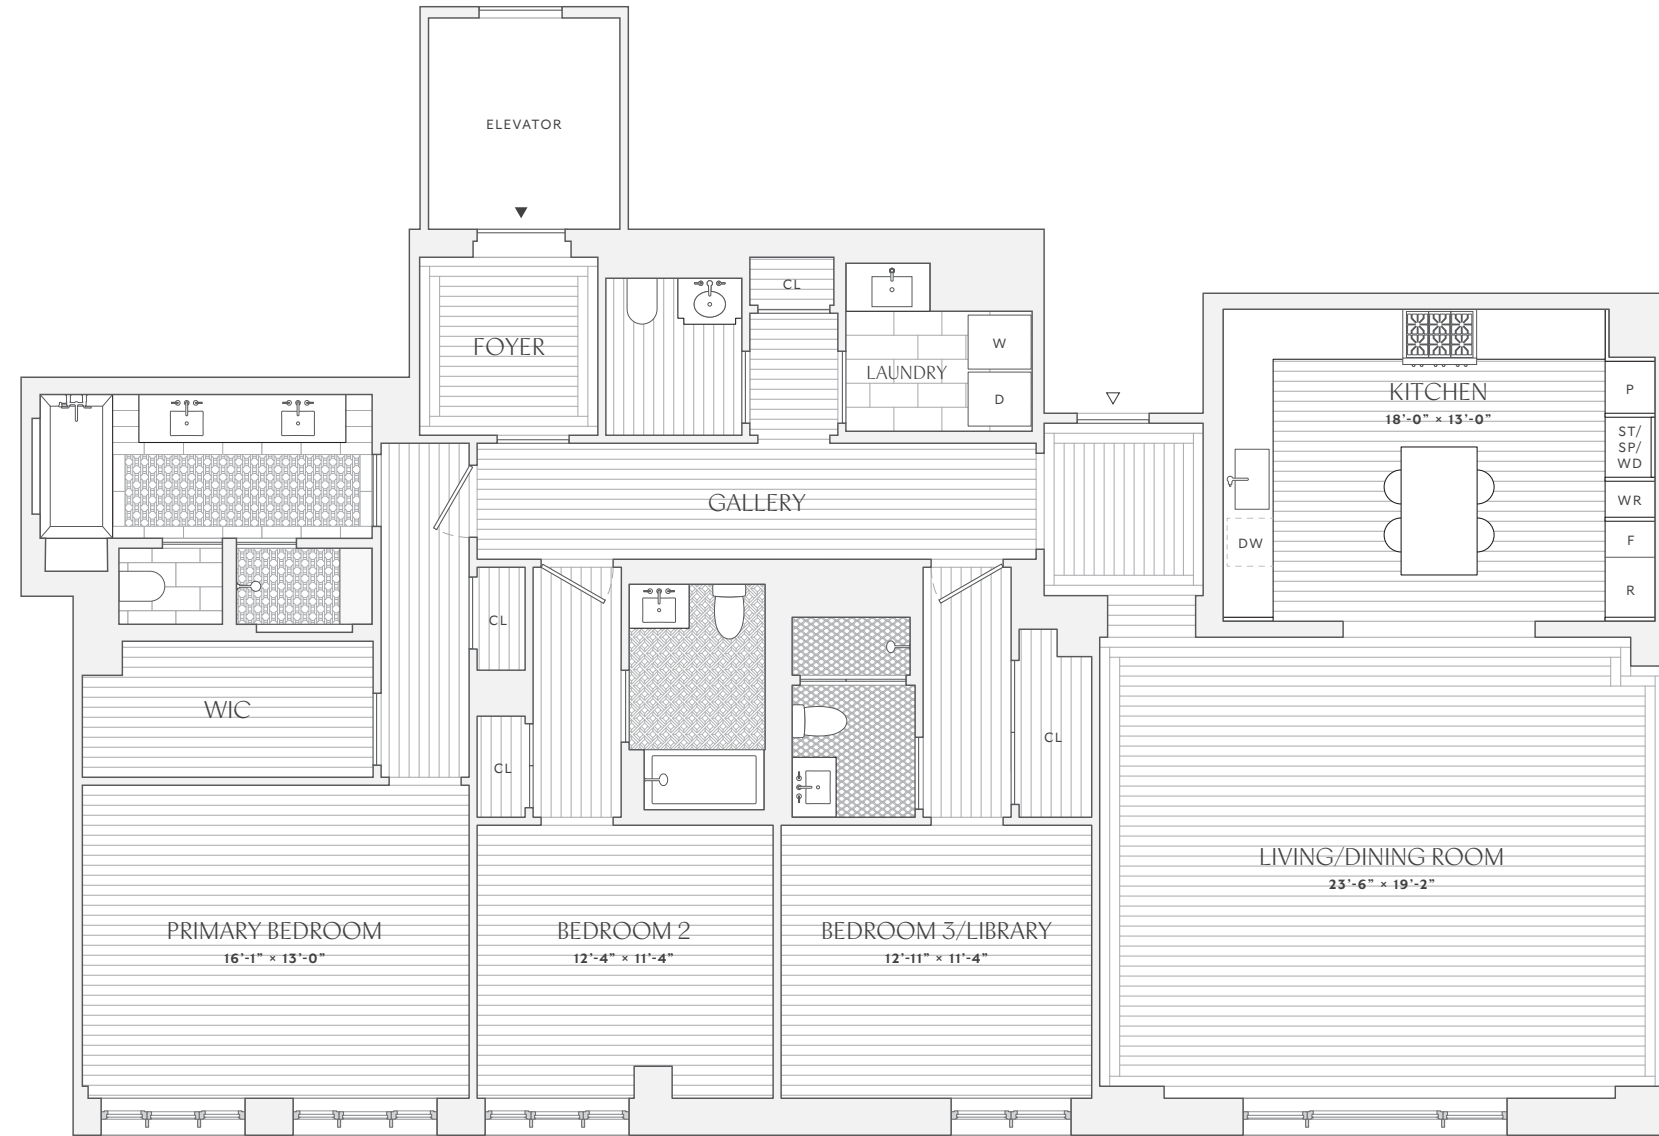 ELEVATOR
CL
FOYER
W
LAUNDRY
D
KITCHEN
18'-0" × 13'-0"
P
ST/
SP/
WD
WR
F
R
DW
GALLERY
CL
WIC
CL
CL
LIVING/DINING ROOM
23'-6" × 19'-2"
PRIMARY BEDROOM
16'-1" × 13'-0"
BEDROOM 2
12'-4" × 11'-4"
BEDROOM 3/LIBRARY
12'-11" × 11'-4"